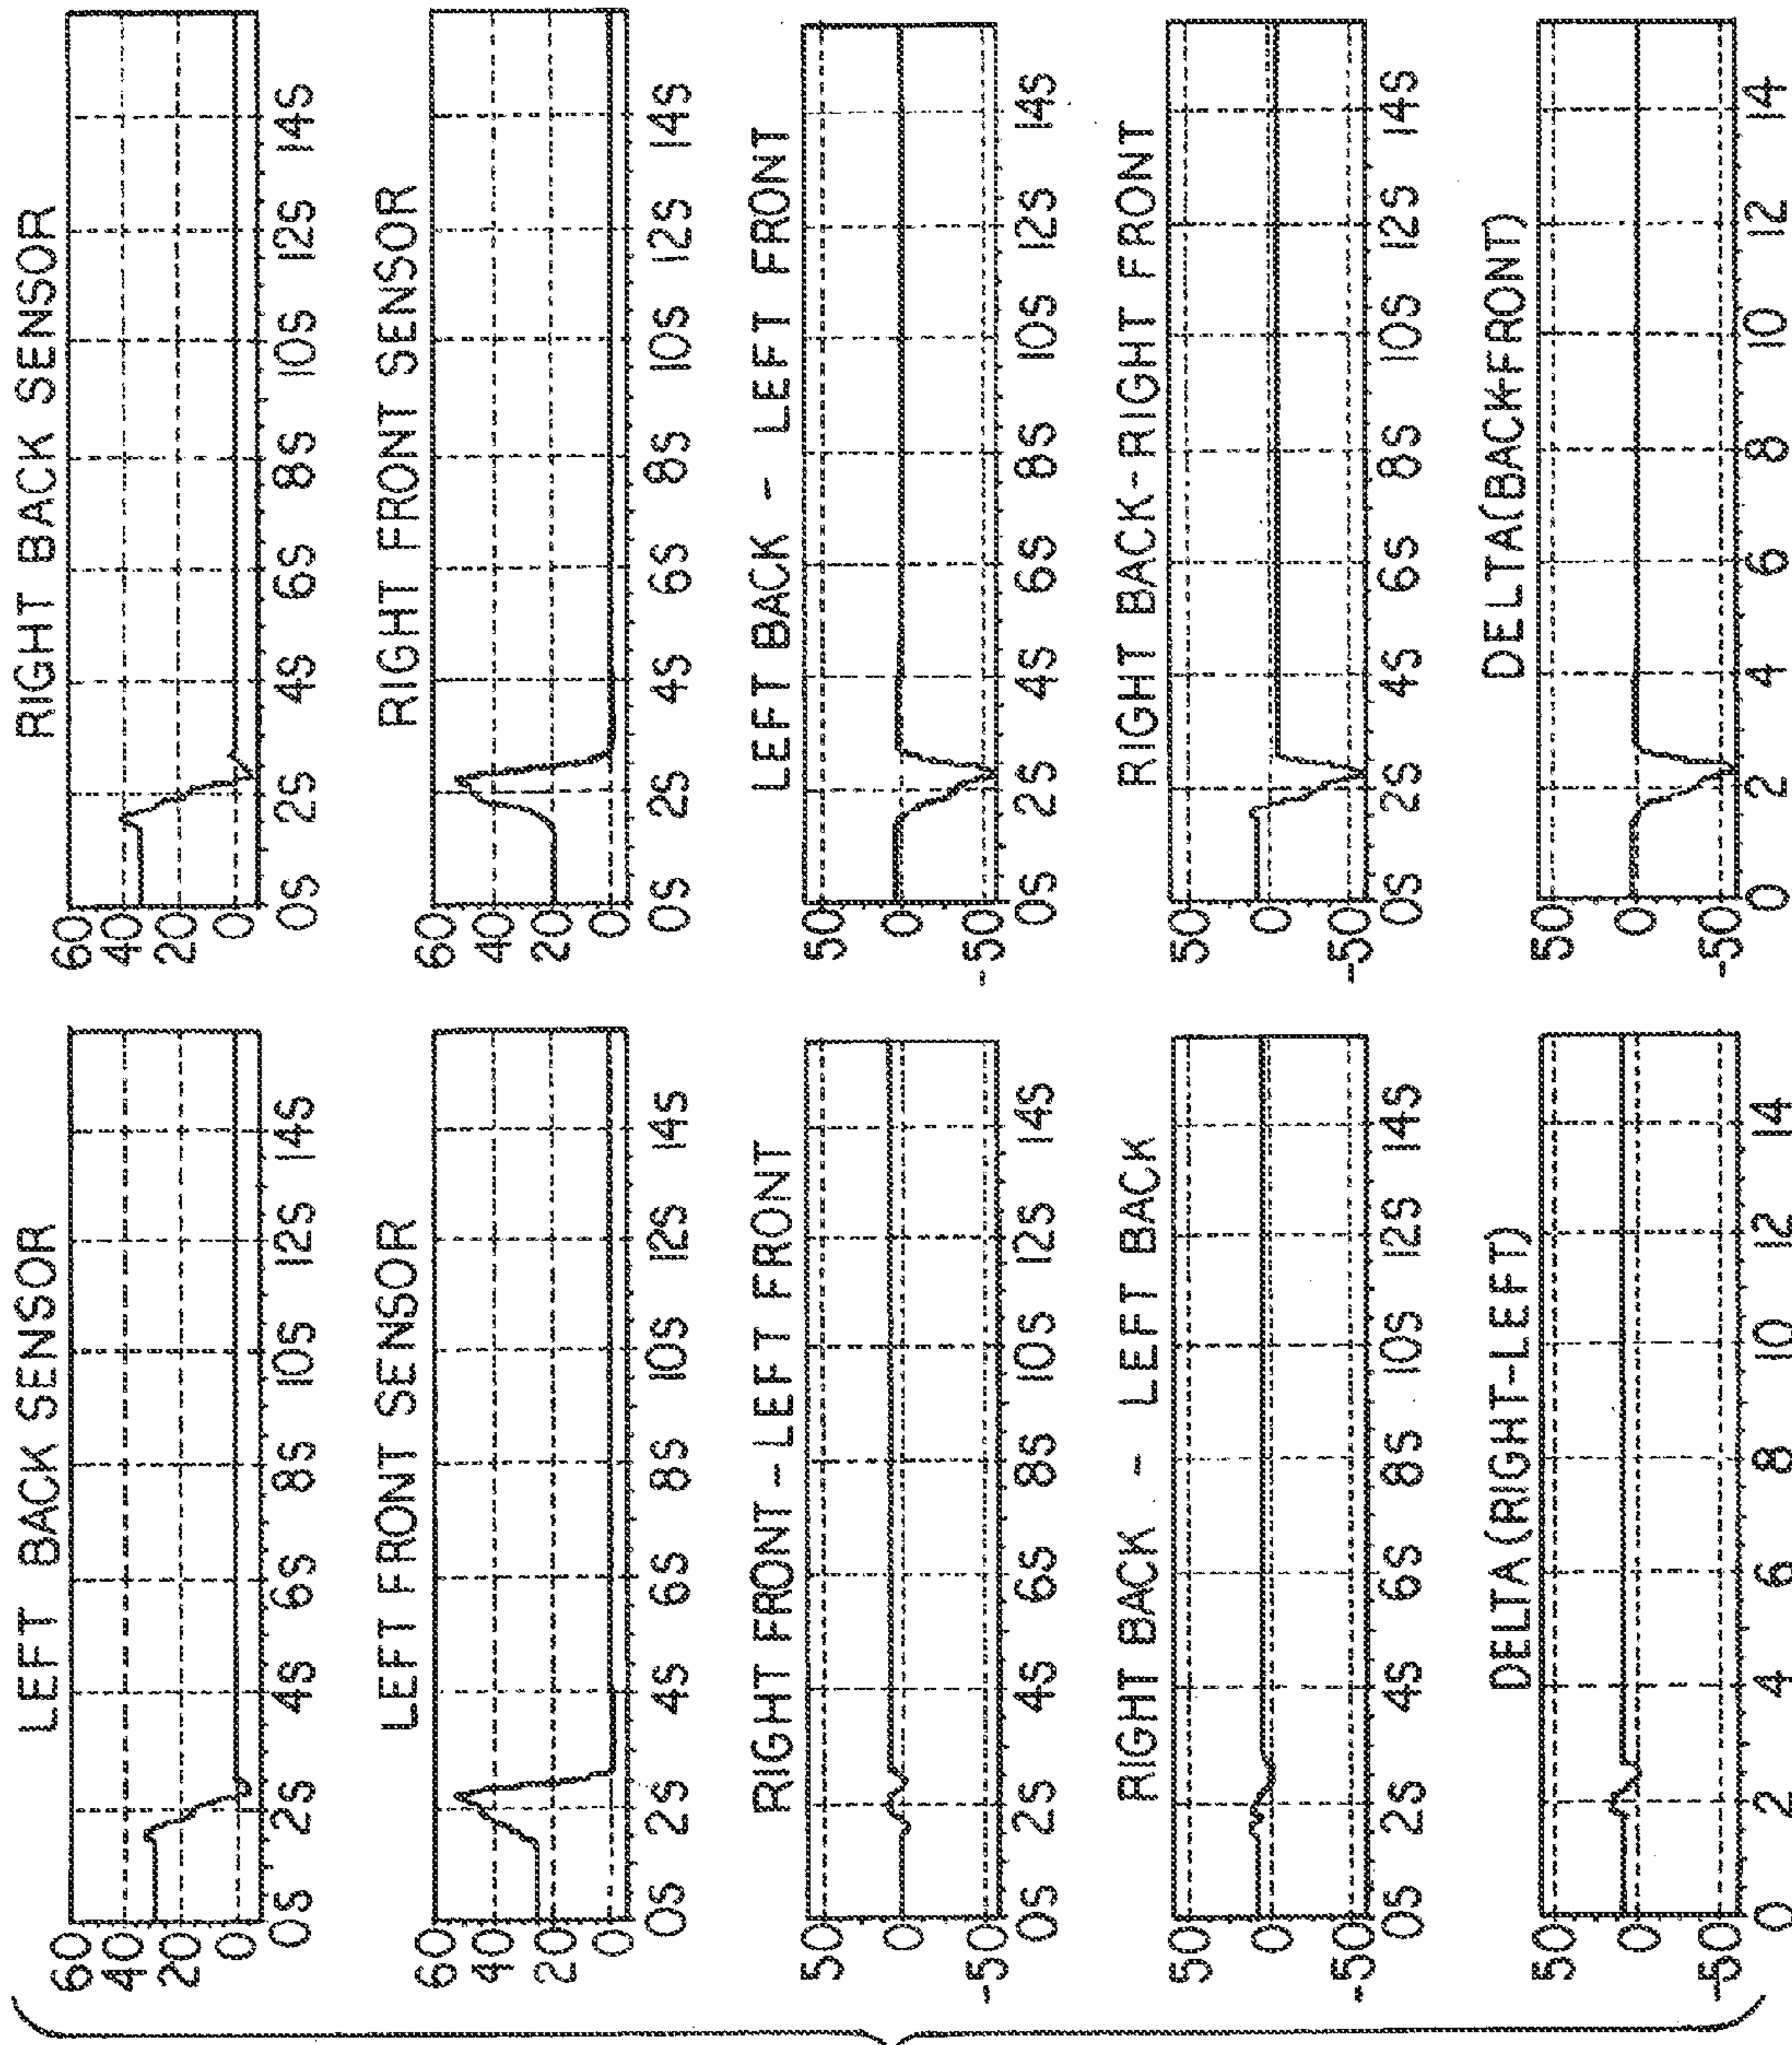 LEFT BACK SENSOR
60
40
20
0
0S 2S 4S 6S 8S 10S 12S 14S
RIGHT BACK SENSOR
60
40
20
0
0S 2S 4S 6S 8S 10S 12S 14S
LEFT FRONT SENSOR
60
40
20
0
0S 2S 4S 6S 8S 10S 12S 14S
RIGHT FRONT SENSOR
60
40
20
0
0S 2S 4S 6S 8S 10S 12S 14S
RIGHT FRONT - LEFT FRONT
50
0
-50
0S 2S 4S 6S 8S 10S 12S 14S
LEFT BACK - LEFT FRONT
50
0
-50
0S 2S 4S 6S 8S 10S 12S 14S
RIGHT BACK - LEFT BACK
50
0
-50
0S 2S 4S 6S 8S 10S 12S 14S
RIGHT BACK-RIGHT FRONT
50
0
-50
0S 2S 4S 6S 8S 10S 12S 14S
DELTA (RIGHT-LEFT)
50
0
-50
0 2 4 6 8 10 12 14
DELTA(BACK-FRONT)
50
0
-50
0 2 4 6 8 10 12 14